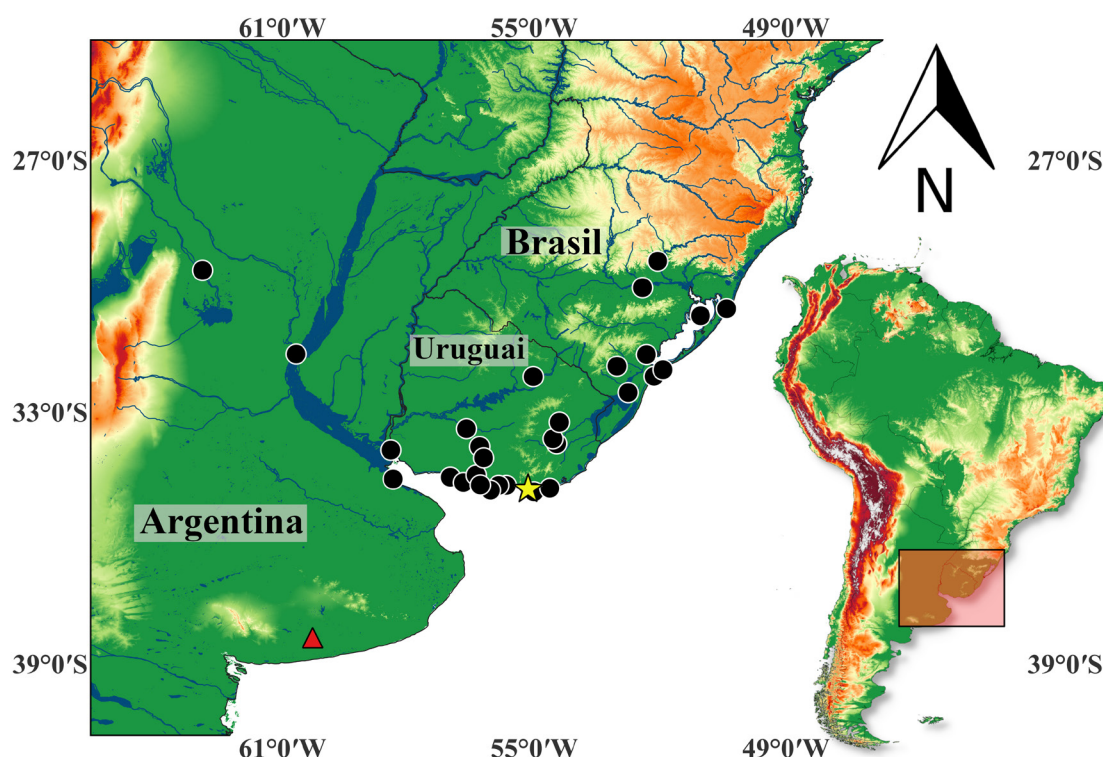 61°0′W 55°0′W 49°0′W
27°0′S 27°0′S
N
Brasil
Uruguai
33°0′S
Argentina
39°0′S 39°0′S
61°0′W 55°0′W 49°0′W